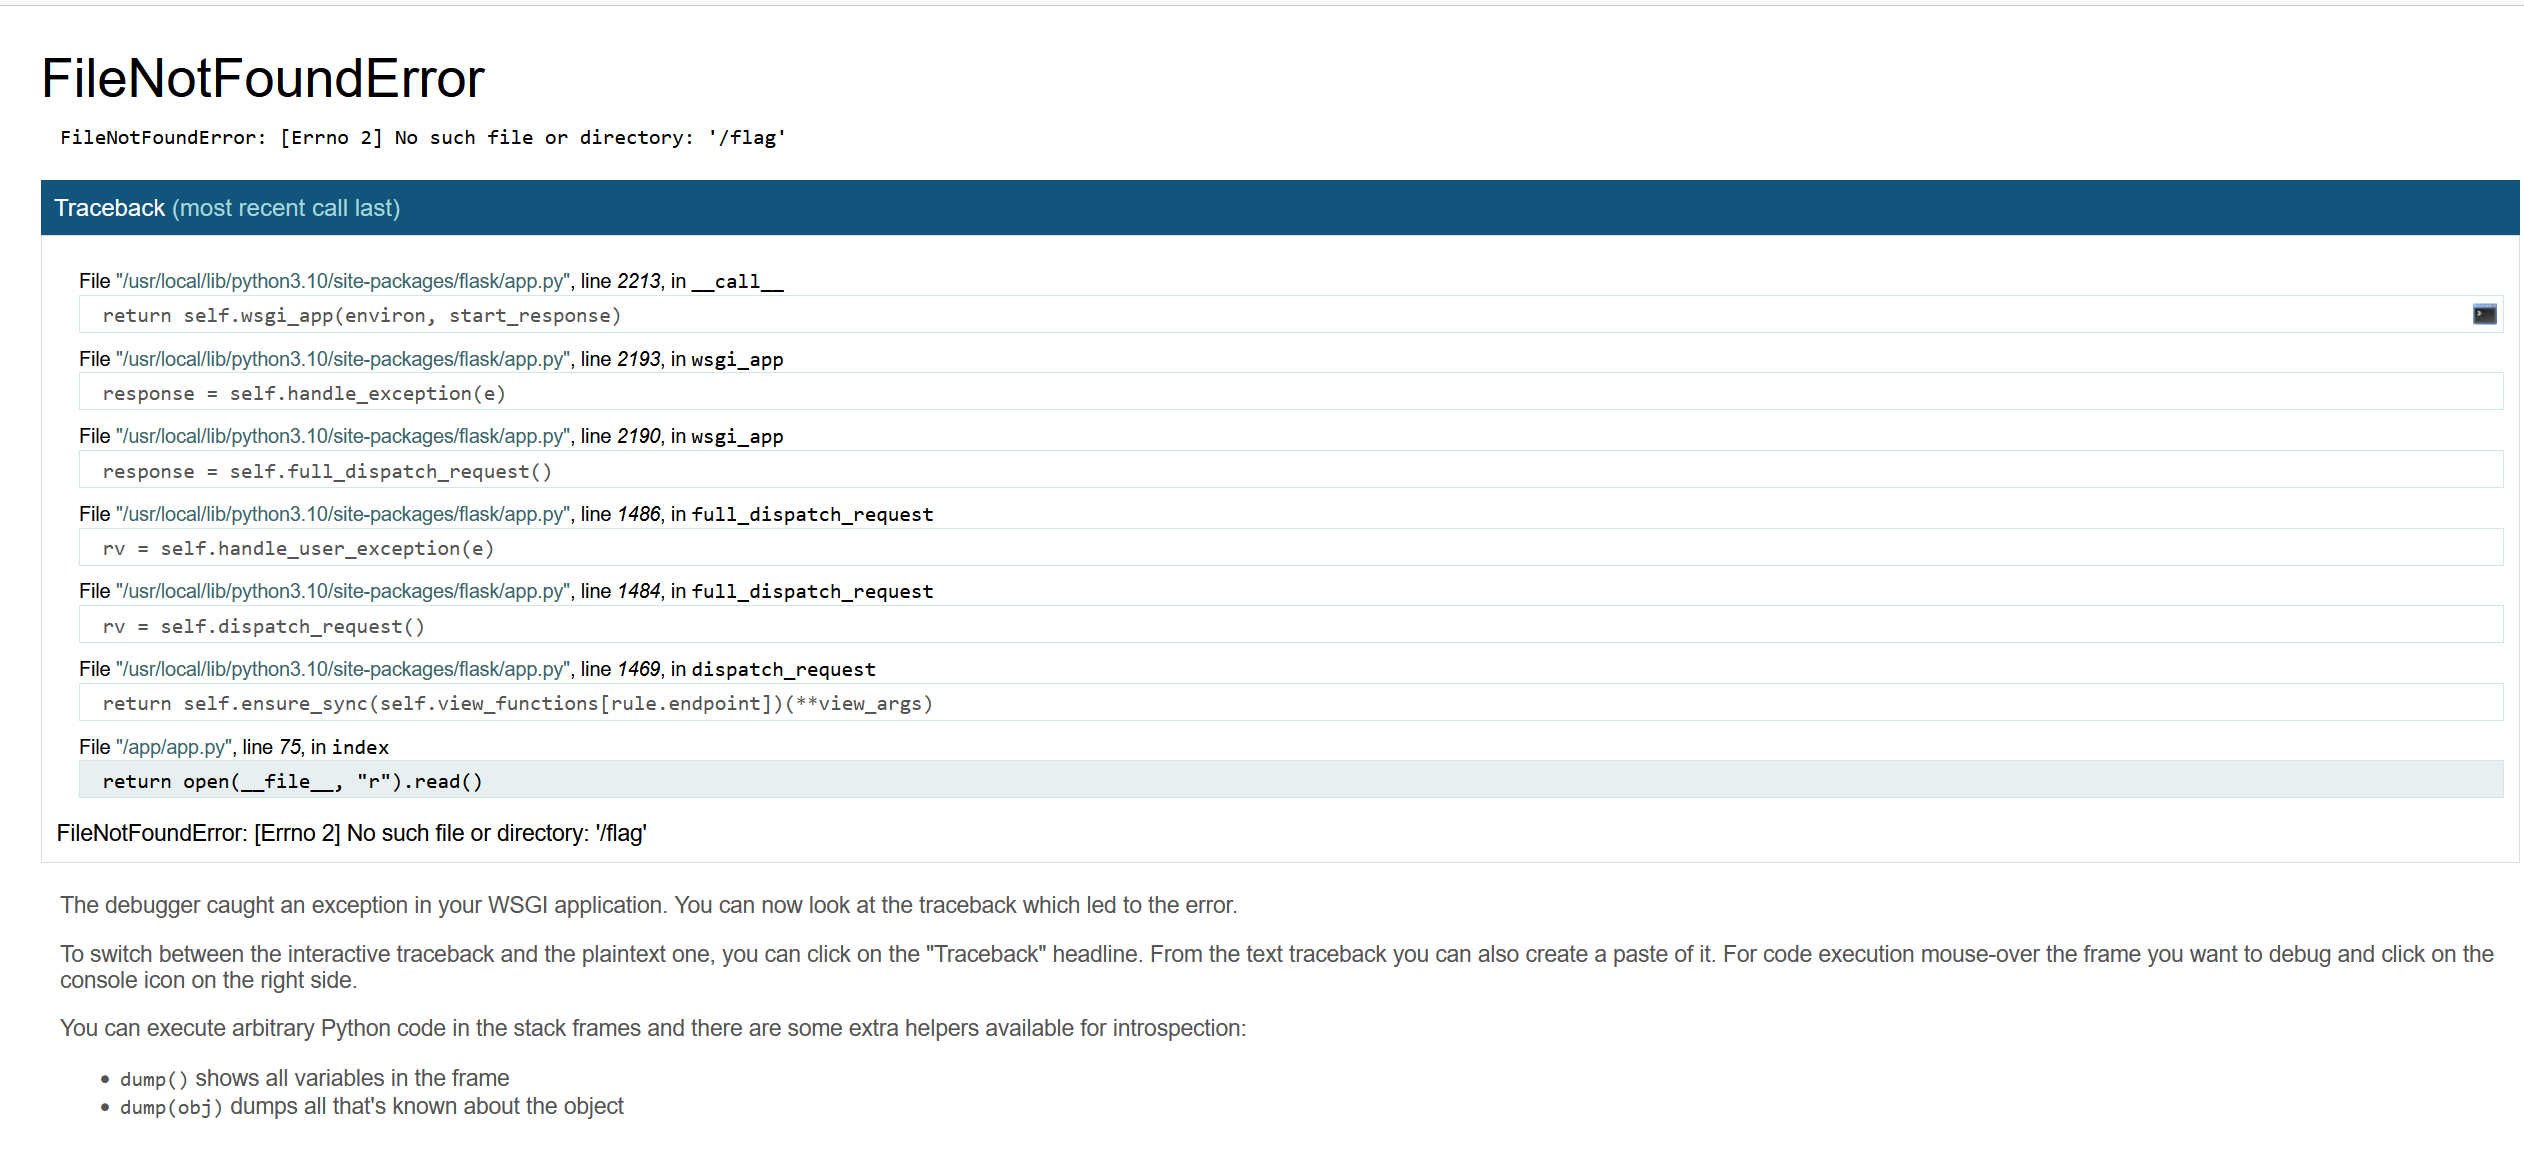 FileNotFoundError
FileNotFoundError: [Errno 2] No such file or directory: '/flag'
Traceback (most recent call last)
File "/usr/local/lib/python3.10/site-packages/flask/app.py", line 2213, in __call__
return self.wsgi_app(environ, start_response)
File "/usr/local/lib/python3.10/site-packages/flask/app.py", line 2193, in wsgi_app
response = self.handle_exception(e)
File "/usr/local/lib/python3.10/site-packages/flask/app.py", line 2190, in wsgi_app
response = self.full_dispatch_request()
File "/usr/local/lib/python3.10/site-packages/flask/app.py", line 1486, in full_dispatch_request
rv = self.handle_user_exception(e)
File "/usr/local/lib/python3.10/site-packages/flask/app.py", line 1484, in full_dispatch_request
rv = self.dispatch_request()
File "/usr/local/lib/python3.10/site-packages/flask/app.py", line 1469, in dispatch_request
return self.ensure_sync(self.view_functions[rule.endpoint])(**view_args)
File "/app/app.py", line 75, in index
return open(__file__, "r").read()
FileNotFoundError: [Errno 2] No such file or directory: '/flag'
The debugger caught an exception in your WSGI application. You can now look at the traceback which led to the error.
To switch between the interactive traceback and the plaintext one, you can click on the "Traceback" headline. From the text traceback you can also create a paste of it. For code execution mouse-over the frame you want to debug and click on the
console icon on the right side.
You can execute arbitrary Python code in the stack frames and there are some extra helpers available for introspection:
• dump() shows all variables in the frame
• dump(obj) dumps all that's known about the object